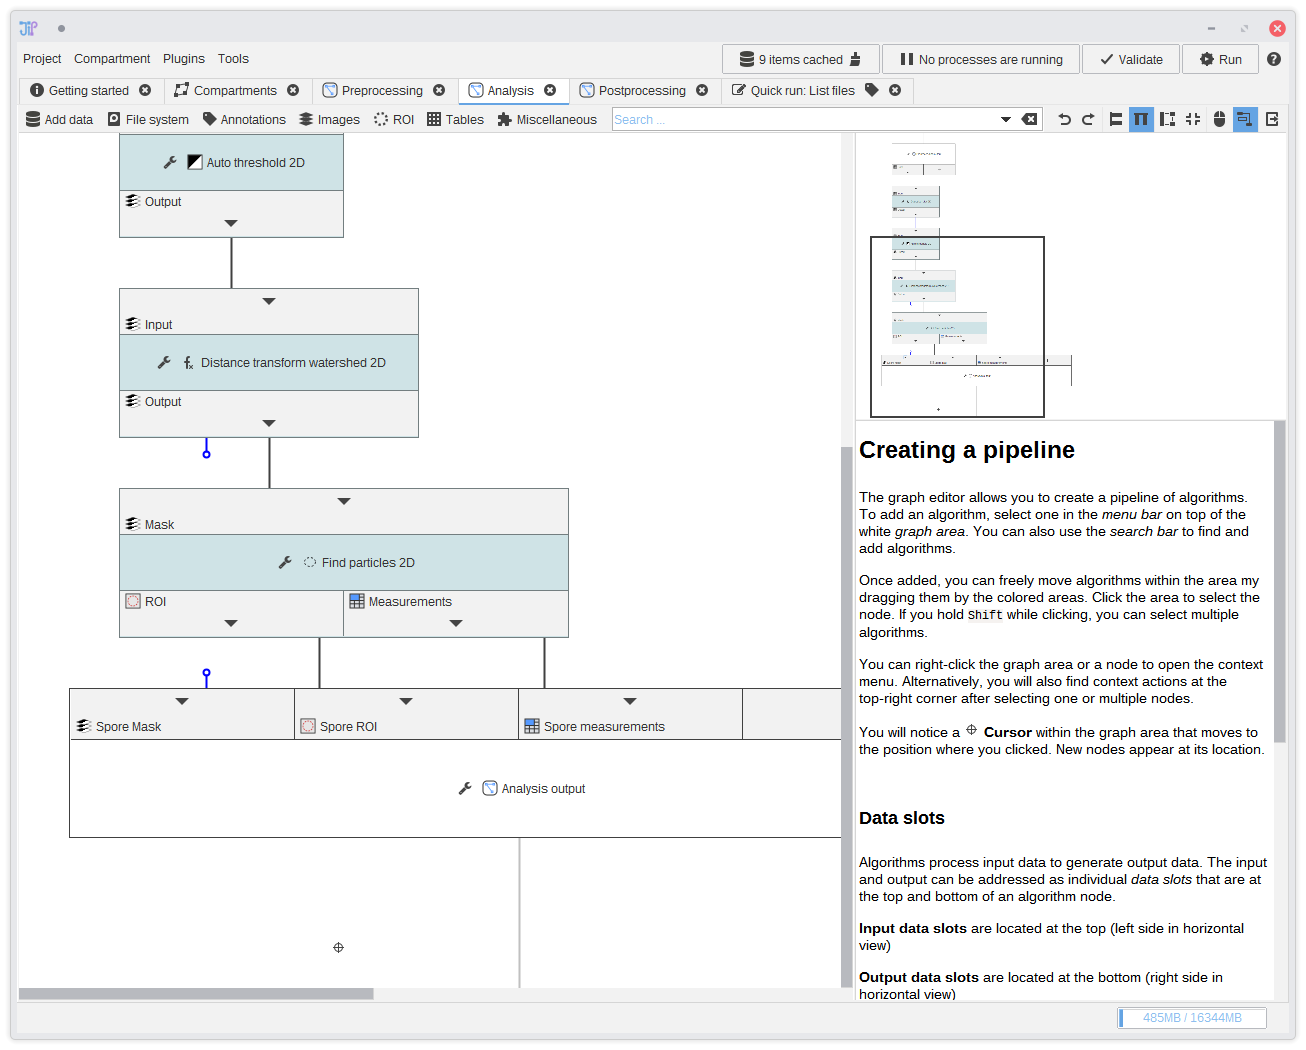 JIP
Project Compartment Plugins Tools
9 items cached
No processes are running
Validate
Run
Getting started
Compartments
Preprocessing
Analysis
Postprocessing
Quick run: List files
Add data
File system
Annotations
Images
ROI
Tables
Miscellaneous
Search ...
Auto threshold 2D
Output
Input
Distance transform watershed 2D
Output
Mask
Find particles 2D
ROI
Measurements
Spore Mask
Spore ROI
Spore measurements
Analysis output
Creating a pipeline
The graph editor allows you to create a pipeline of algorithms.
To add an algorithm, select one in the menu bar on top of the
white graph area. You can also use the search bar to find and
add algorithms.
Once added, you can freely move algorithms within the area my
dragging them by the colored areas. Click the area to select the
node. If you hold Shift while clicking, you can select multiple
algorithms.
You can right-click the graph area or a node to open the context
menu. Alternatively, you will also find context actions at the
top-right corner after selecting one or multiple nodes.
You will notice a Cursor within the graph area that moves to
the position where you clicked. New nodes appear at its location.
Data slots
Algorithms process input data to generate output data. The input
and output can be addressed as individual data slots that are at
the top and bottom of an algorithm node.
Input data slots are located at the top (left side in horizontal
view)
Output data slots are located at the bottom (right side in
horizontal view)
485MB / 16344MB